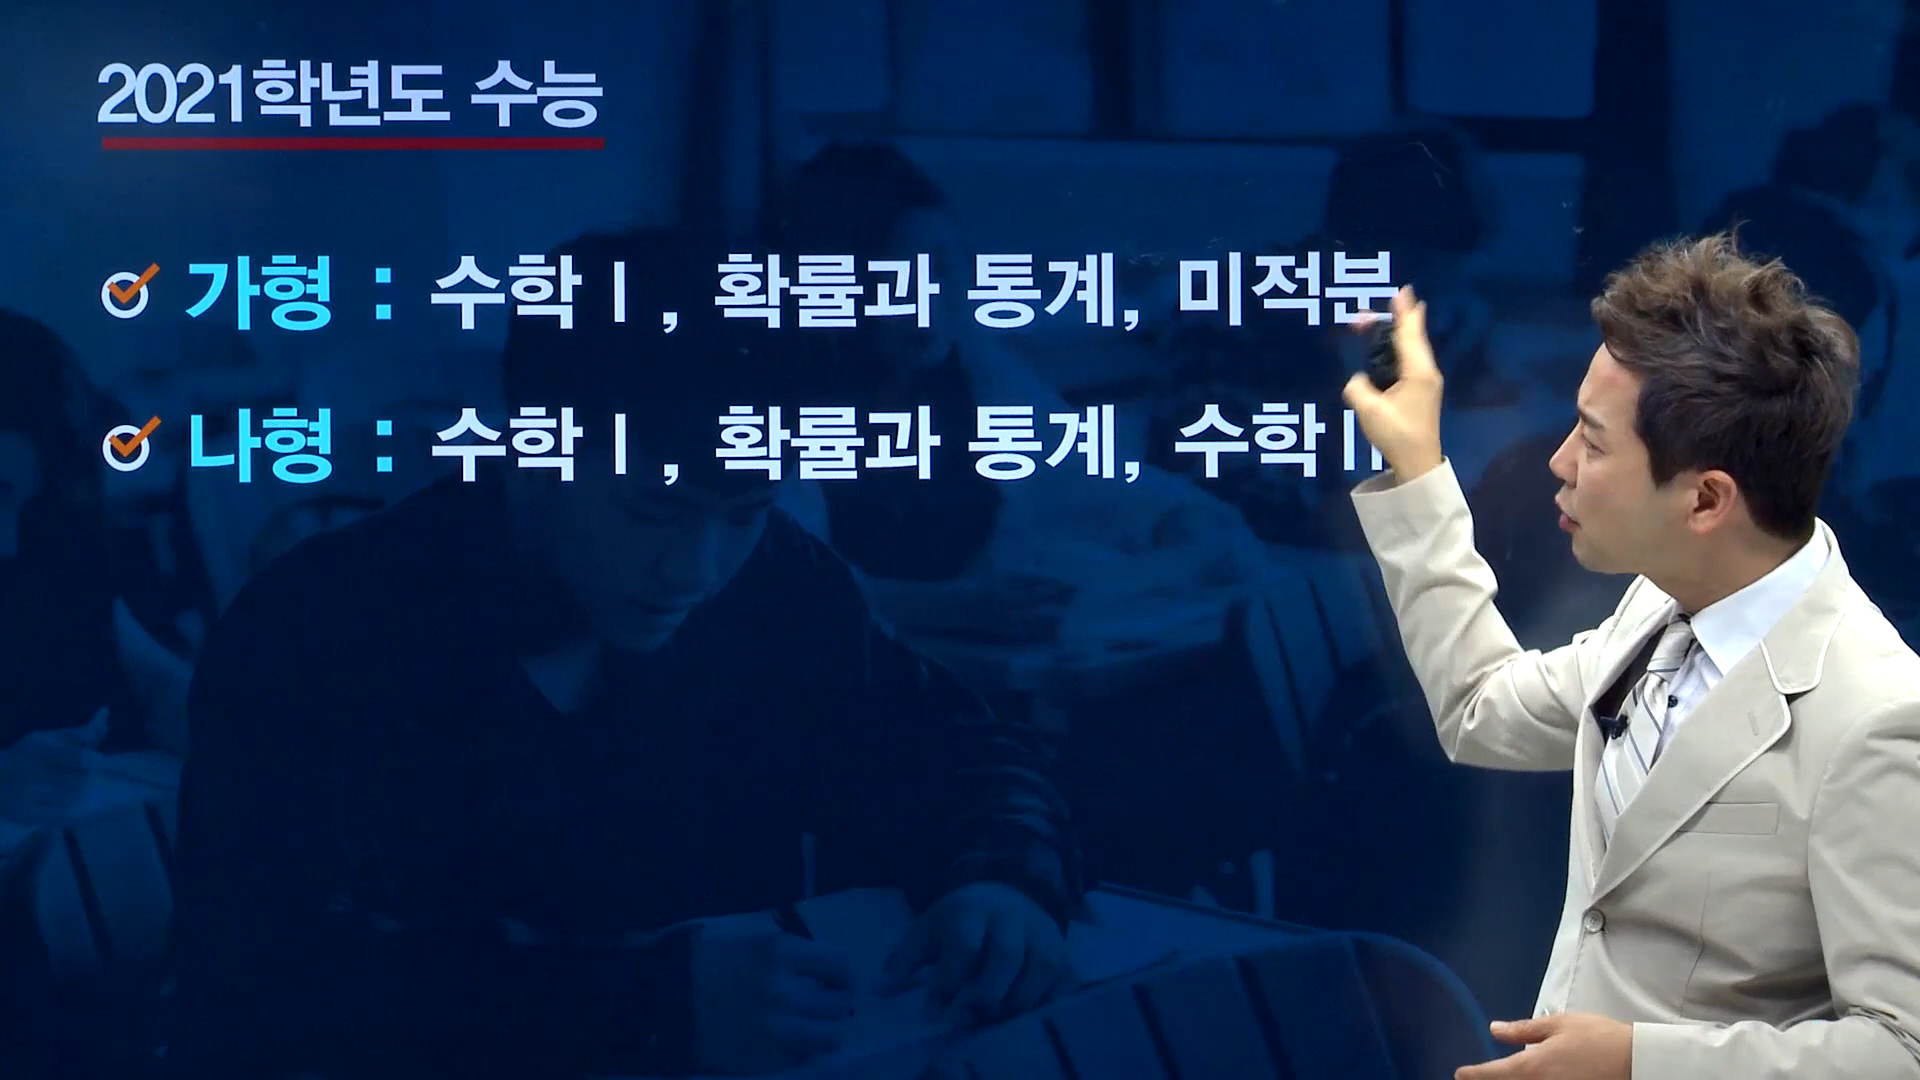 2021학년도 수능
가형 : 수학Ⅰ, 확률과 통계, 미적분
나형 : 수학Ⅰ, 확률과 통계, 수학Ⅱ